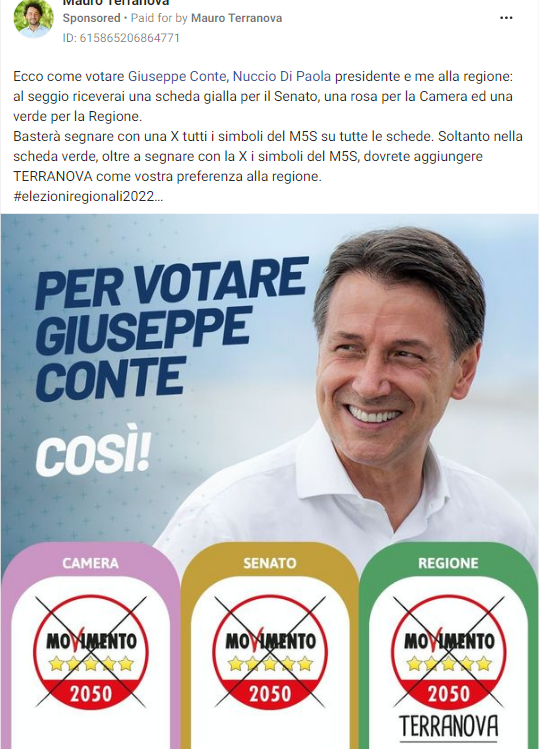 Mauro Terranova
Sponsored • Paid for by Mauro Terranova
ID: 615865206864771
Ecco come votare Giuseppe Conte, Nuccio Di Paola presidente e me alla regione:
al seggio riceverai una scheda gialla per il Senato, una rosa per la Camera ed una
verde per la Regione.
Basterà segnare con una X tutti i simboli del M5S su tutte le schede. Soltanto nella
scheda verde, oltre a segnare con la X i simboli del M5S, dovrete aggiungere
TERRANOVA come vostra preferenza alla regione.
#elezioniregionali2022...
PER VOTARE
GIUSEPPE
CONTE
COSÌ!
CAMERA
MOVIMENTO
2050
SENATO
MOVIMENTO
2050
REGIONE
MOVIMENTO
2050
TERRANOVA